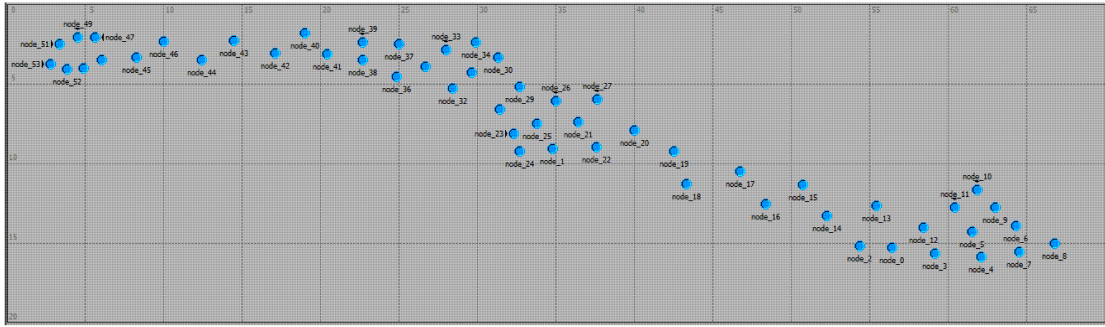 0 5 10 15 20 25 30 35 40 45 50 55 60 65
node_49
node_51 node_47
node_46 node_43 node_40 node_39 node_33
node_53 node_52 node_45 node_44 node_42 node_41 node_38 node_37 node_34 node_30
5
node_36 node_32 node_29 node_26 node_27
node_23 node_25 node_21 node_20
10
node_24 node_1 node_22 node_19
node_18 node_17 node_15 node_10
node_16 node_13 node_11 node_9
15
node_14 node_12 node_5 node_6
node_2 node_0 node_3 node_4 node_7 node_8
20